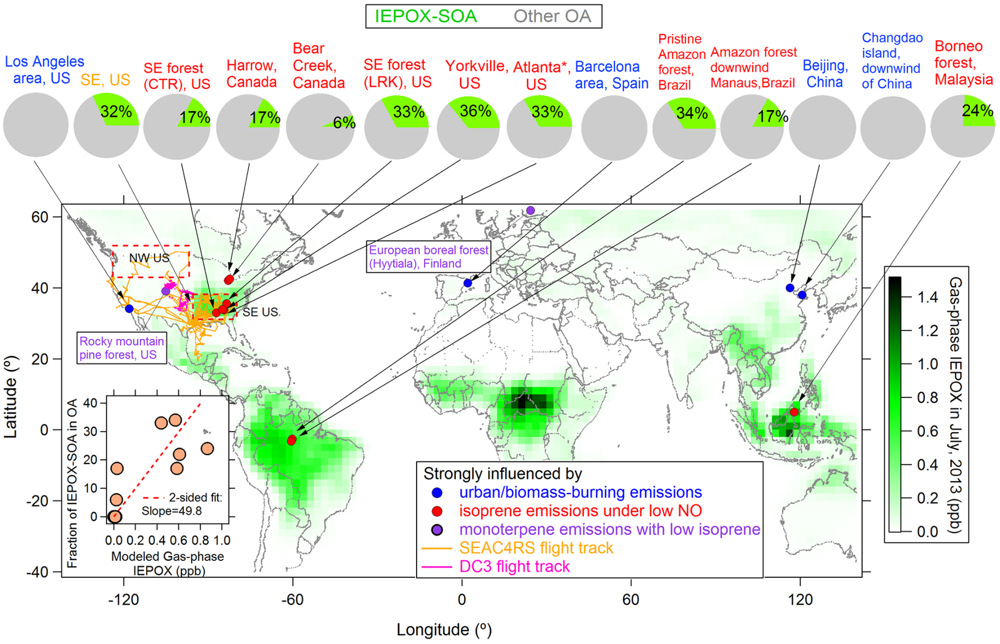 IEPOX-SOA Other OA
Los Angeles
area, US
SE, US
SE forest
(CTR), US
Harrow,
Canada
Bear
Creek,
Canada
SE forest
(LRK), US
Yorkville,
US
Atlanta*,
US
Barcelona
area, Spain
Pristine
Amazon
forest,
Brazil
Amazon forest
downwind
Manaus,Brazil
Beijing,
China
Changdao
island,
downwind
of China
Borneo
forest,
Malaysia
32%
17%
17%
6%
33%
36%
33%
34%
17%
24%
NW US
SE US
European boreal forest
(Hyytiala), Finland
Rocky mountain
pine forest, US
Latitude (º)
60
40
20
0
-20
-40
Fraction of IEPOX-SOA in OA
40
30
20
10
0
2-sided fit:
Slope=49.8
0.0 0.2 0.4 0.6 0.8 1.0
Modeled Gas-phase
IEPOX (ppb)
Strongly influenced by
urban/biomass-burning emissions
isoprene emissions under low NO
monoterpene emissions with low isoprene
SEAC4RS flight track
DC3 flight track
1.4
1.2
1.0
0.8
0.6
0.4
0.2
0.0
Gas-phase IEPOX in July, 2013 (ppb)
-120 -60 0 60 120
Longitude (º)